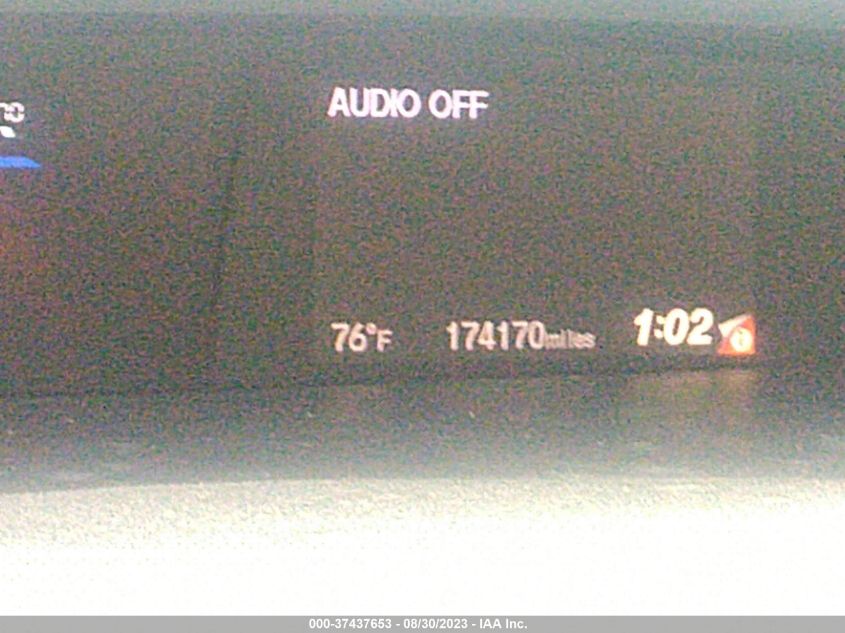 AUDIO OFF
76°F 174170miles 1:02
000-37437653 - 08/30/2023 - IAA Inc.